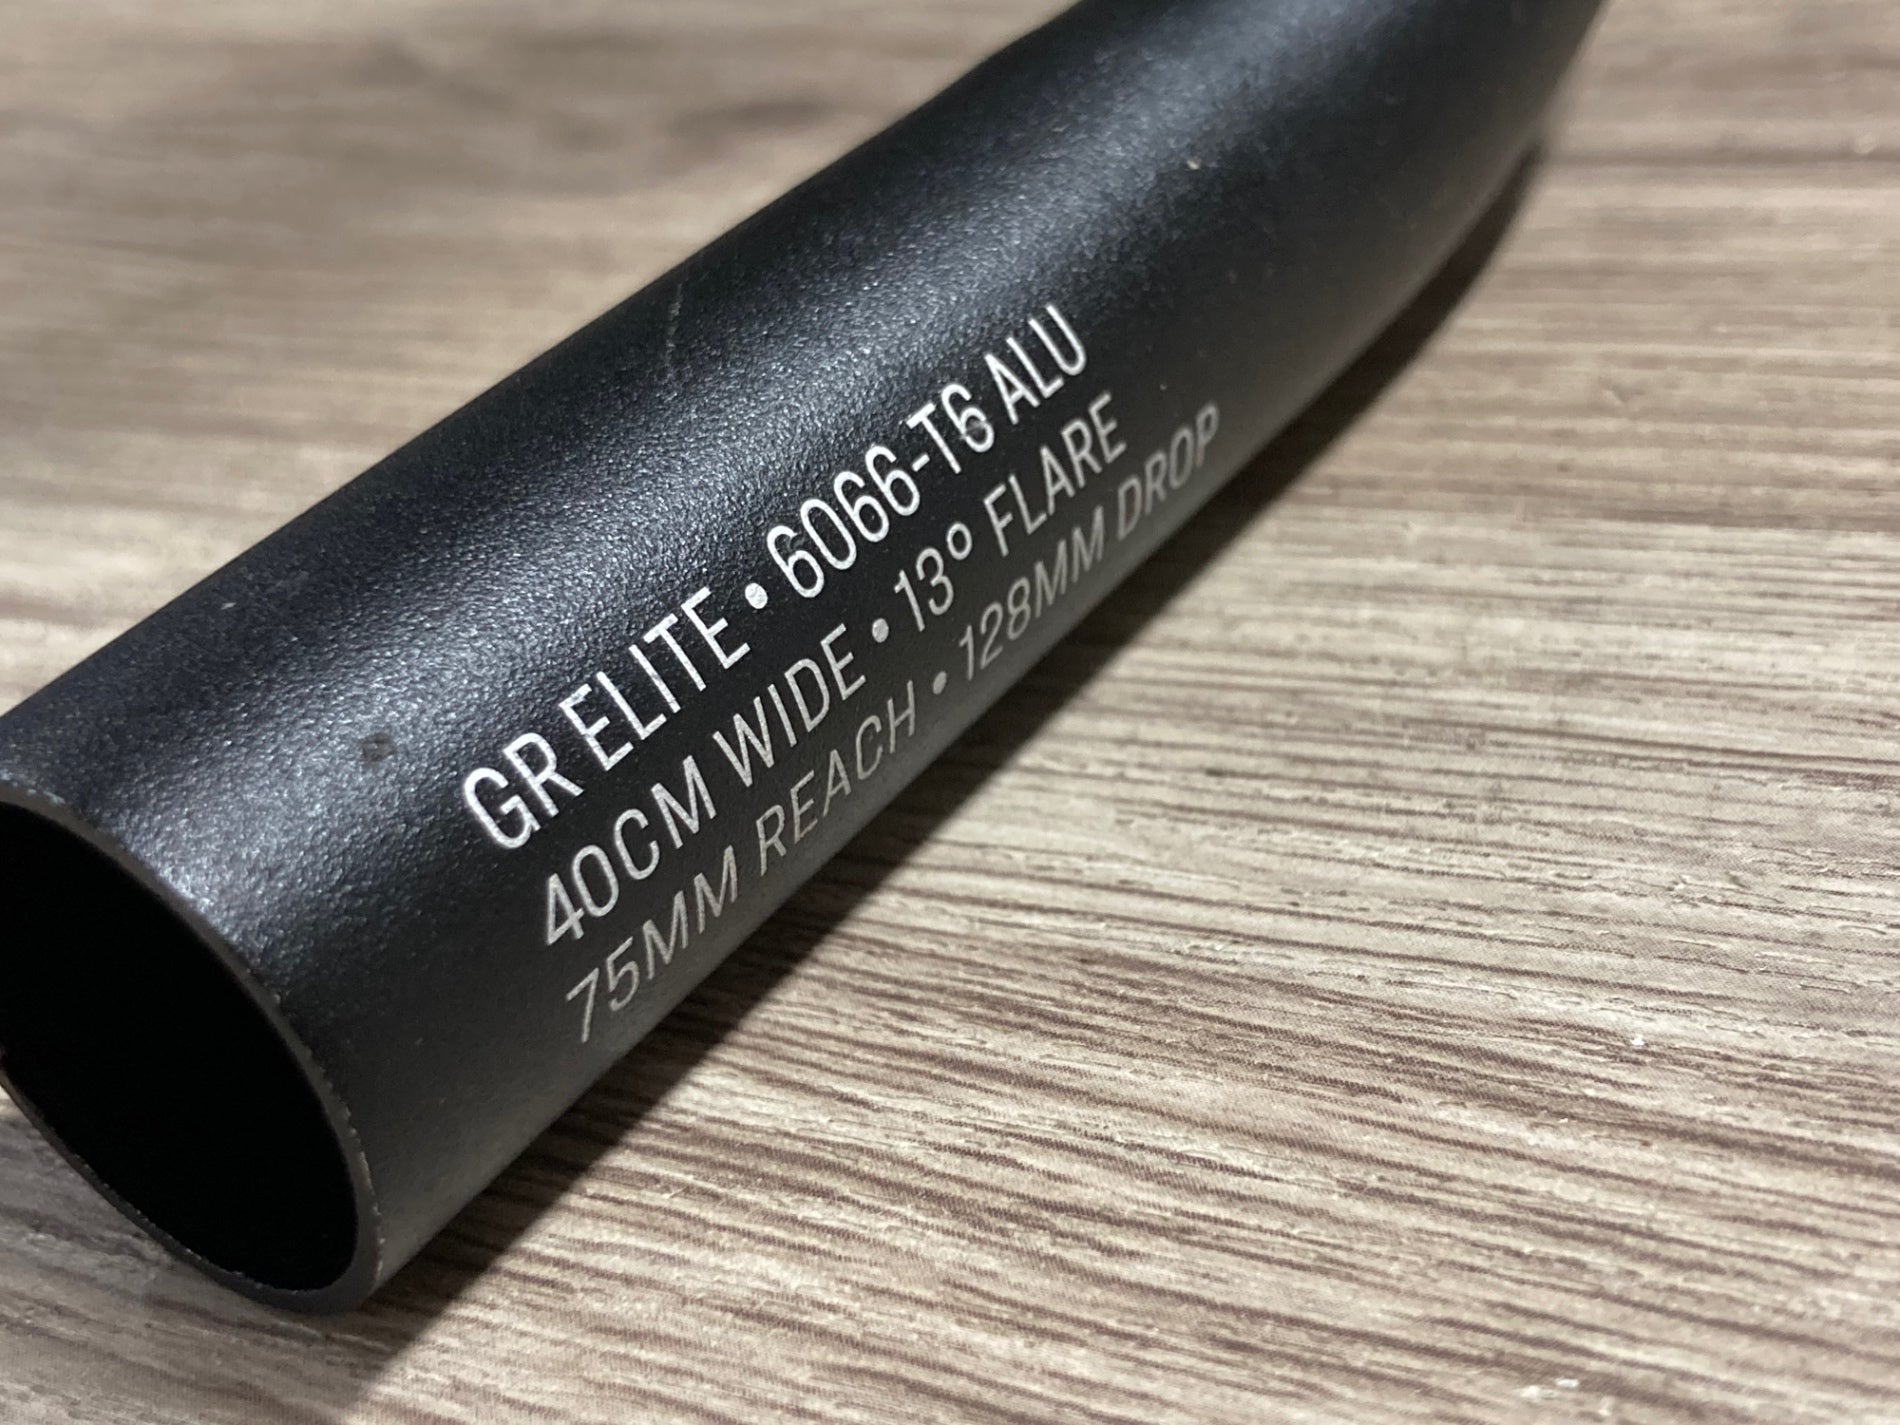 GR ELITE • 6066-T6 ALU
40CM WIDE • 13° FLARE
75MM REACH • 128MM DROP